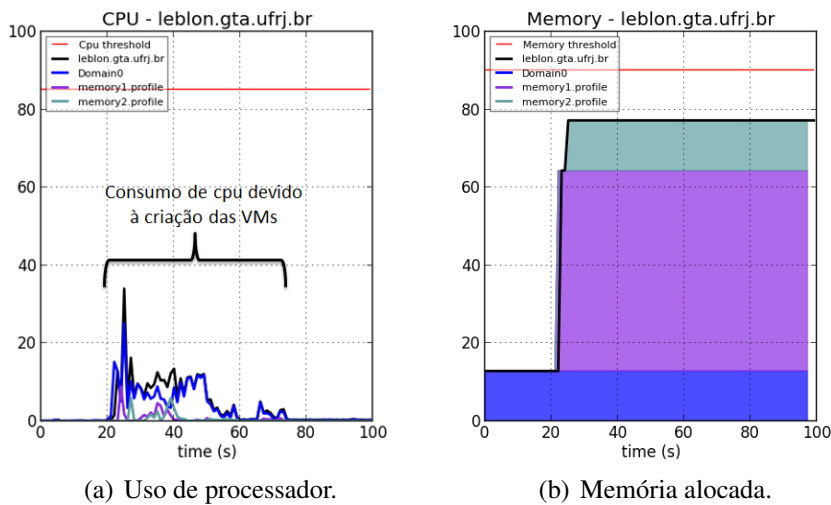 CPU - leblon.gta.ufrj.br
100
80
60
40
20
0
Cpu threshold
leblon.gta.ufrj.br
Domain0
memory1.profile
memory2.profile
Consumo de cpu devido
à criação das VMs
0 20 40 60 80 100
time (s)
(a) Uso de processador.
Memory - leblon.gta.ufrj.br
100
80
60
40
20
0
Memory threshold
leblon.gta.ufrj.br
Domain0
memory1.profile
memory2.profile
0 20 40 60 80 100
time (s)
(b) Memória alocada.